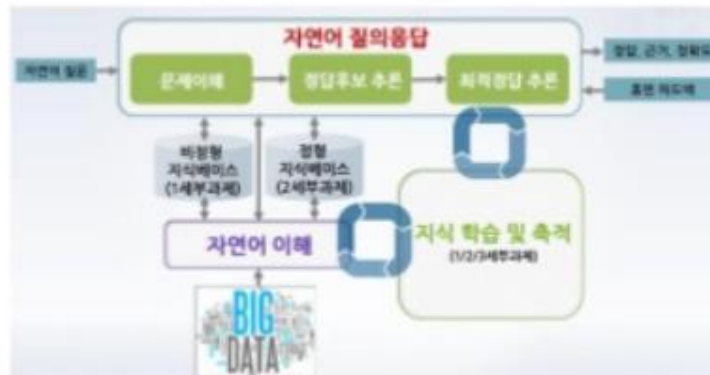 자연어 질의응답
자연어 질문
문제이해
정답후보 추론
최적정답 추론
정답, 근거, 정확도
휴먼 피드백
비정형
지식베이스
(1세부과제)
정형
지식베이스
(2세부과제)
자연어 이해
지식 학습 및 축적
(1/2/3세부과제)
BIG
DATA